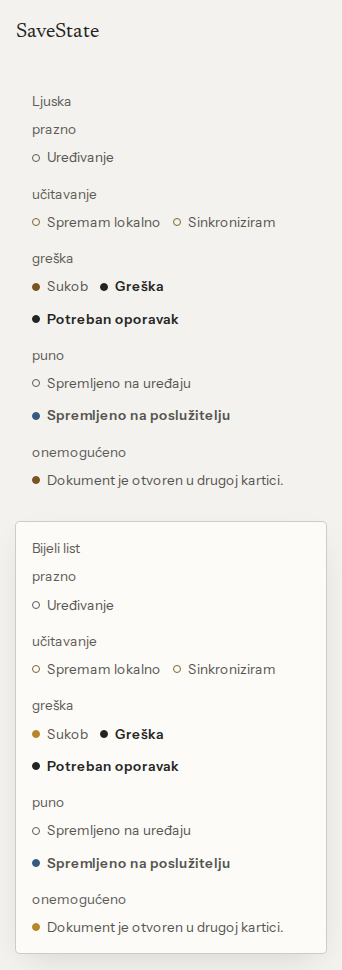 SaveState
Ljuska
prazno
Uređivanje
učitavanje
Spremam lokalno Sinkroniziram
greška
Sukob Greška
Potreban oporavak
puno
Spremljeno na uređaju
Spremljeno na poslužitelju
onemogućeno
Dokument je otvoren u drugoj kartici.
Bijeli list
prazno
Uređivanje
učitavanje
Spremam lokalno Sinkroniziram
greška
Sukob Greška
Potreban oporavak
puno
Spremljeno na uređaju
Spremljeno na poslužitelju
onemogućeno
Dokument je otvoren u drugoj kartici.